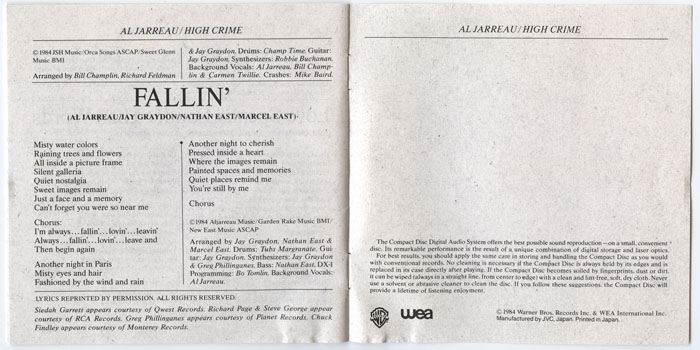 AL JARREAU/HIGH CRIME
©1984 JSH Music/Orca Songs ASCAP/Sweet Glenn
Music BMI
Arranged by Bill Champlin, Richard Feldman
& Jay Graydon. Drums: Champ Time. Guitar:
Jay Graydon. Synthesizers: Robbie Buchanan.
Background Vocals: Al Jarreau, Bill Champ-
lin & Carmen Twillie. Crashes: Mike Baird.
FALLIN'
(AL JARREAU/JAY GRAYDON/NATHAN EAST/MARCEL EAST)
Misty water colors
Raining trees and flowers
All inside a picture frame
Silent galleria
Quiet nostalgia
Sweet images remain
Just a face and a memory
Can't forget you were so near me
Chorus:
I'm always...fallin'...lovin'...leavin'
Always...fallin'...lovin'...leave and
Then begin again
Another night in Paris
Misty eyes and hair
Fashioned by the wind and rain
Another night to cherish
Pressed inside a heart
Where the images remain
Painted spaces and memories
Quiet places remind me
You're still by me
Chorus
©1984 Aljarreau Music/Garden Rake Music BMI/
New East Music ASCAP
Arranged by Jay Graydon, Nathan East &
Marcel East. Drums: Tubs Margranate. Gui-
tar: Jay Graydon. Synthesizers: Jay Graydon
& Greg Phillinganes. Bass: Nathan East. DX-1
Programming: Bo Tomlin. Background Vocals:
Al Jarreau.
LYRICS REPRINTED BY PERMISSION. ALL RIGHTS RESERVED.
Siedah Garrett appears courtesy of Qwest Records. Richard Page & Steve George appear
courtesy of RCA Records. Greg Phillinganes appears courtesy of Planet Records. Chuck
Findley appears courtesy of Monterey Records.
AL JARREAU/HIGH CRIME
The Compact Disc Digital Audio System offers the best possible sound reproduction—on a small, convenient
disc. Its remarkable performance is the result of a unique combination of digital storage and laser optics.
For best results, you should apply the same care in storing and handling the Compact Disc as you would
with conventional records. No cleaning is necessary if the Compact Disc is always held by its edges and is
replaced in its case directly after playing. If the Compact Disc becomes soiled by fingerprints, dust or dirt,
it can be wiped (always in a straight line, from center to edge) with a clean and lint-free, soft, dry cloth. Never
use a solvent or abrasive cleaner to clean the disc. If you follow these suggestions, the Compact Disc will
provide a lifetime of listening enjoyment.
wea
©1984 Warner Bros. Records Inc. & WEA International Inc.
Manufactured by JVC, Japan. Printed in Japan.